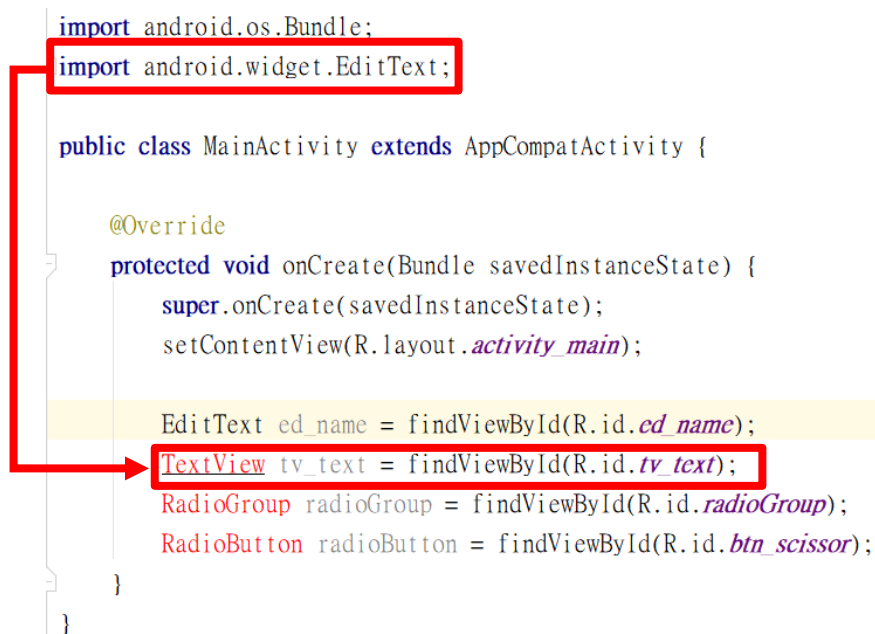 import android.os.Bundle;
import android.widget.EditText;
public class MainActivity extends AppCompatActivity {
@Override
protected void onCreate(Bundle savedInstanceState) {
super.onCreate(savedInstanceState);
setContentView(R.layout.activity_main);
EditText ed_name = findViewById(R.id.ed_name);
TextView tv_text = findViewById(R.id.tv_text);
RadioGroup radioGroup = findViewById(R.id.radioGroup);
RadioButton radioButton = findViewById(R.id.btn_scissor);
}
}